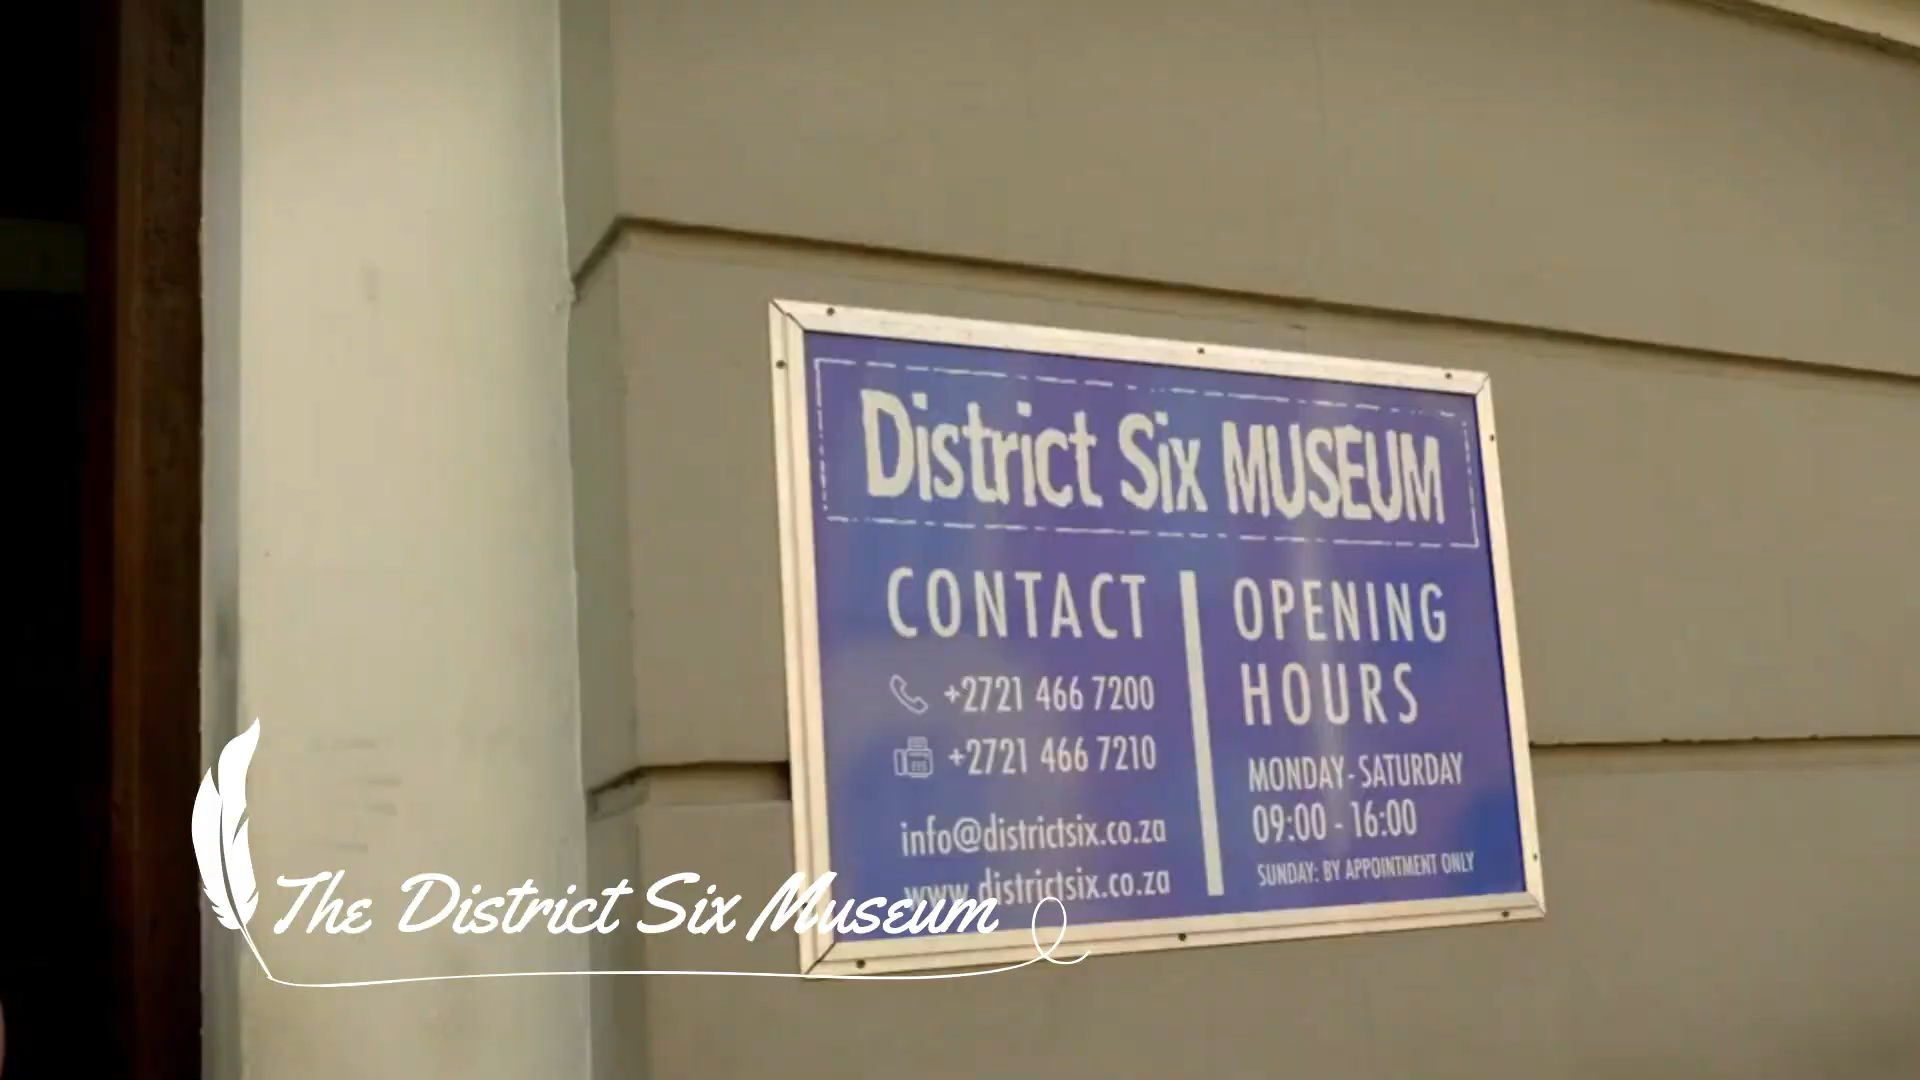 District Six MUSEUM
CONTACT
+2721 466 7200
+2721 466 7210
info@districtsix.co.za
www.districtsix.co.za
OPENING
HOURS
MONDAY-SATURDAY
09:00 - 16:00
SUNDAY: BY APPOINTMENT ONLY
The District Six Museum